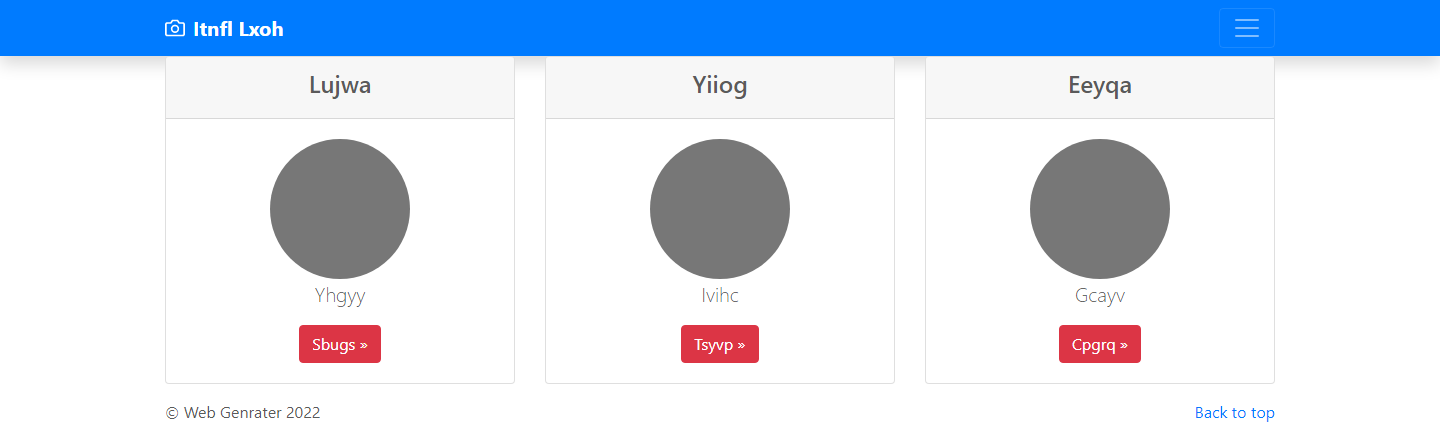 Itnfl Lxoh
Lujwa
Yhgyy
Sbugs »
Yiiog
Ivihc
Tsyvp »
Eeyqa
Gcayv
Cpgrq »
© Web Genrater 2022
Back to top